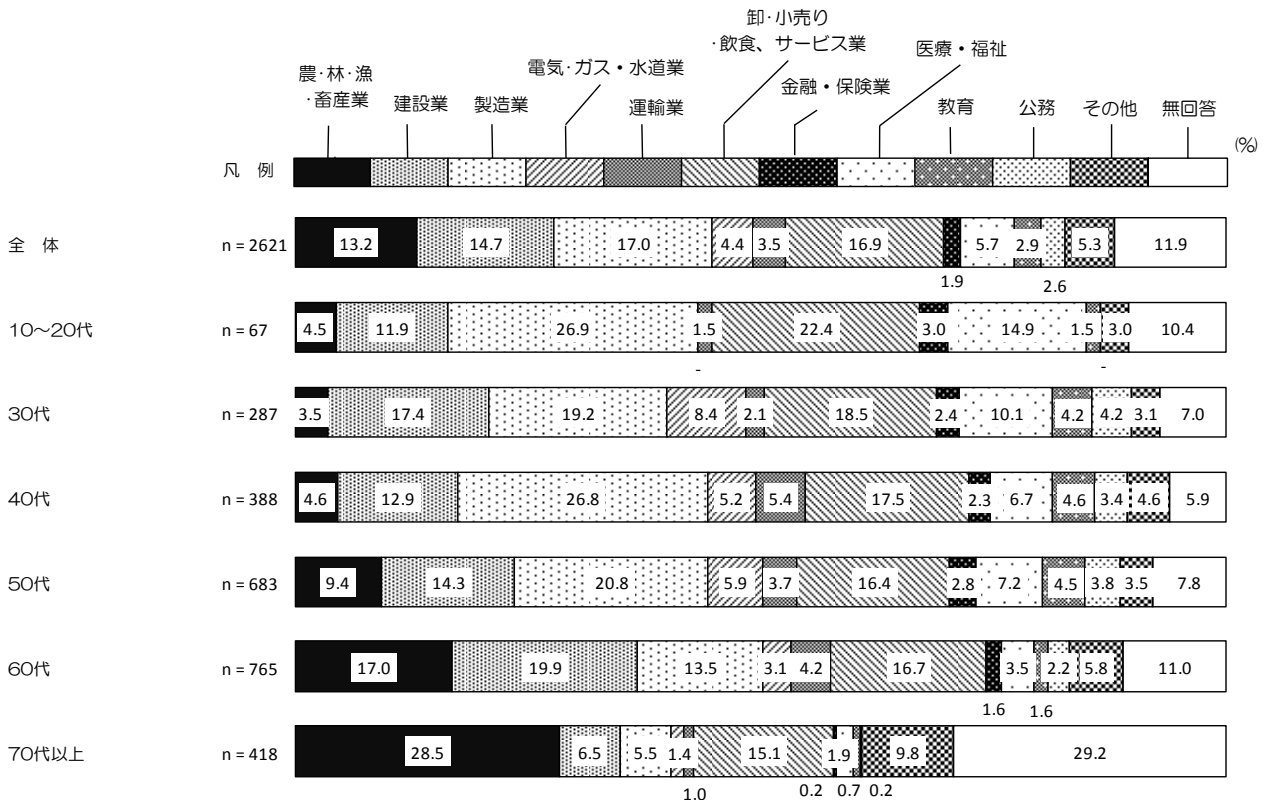 卸・小売り
・飲食、サービス業
電気・ガス・水道業
医療・福祉
農・林・漁
・畜産業
金融・保険業
建設業
製造業
運輸業
教育
公務
その他
無回答
(%)
凡 例
全 体
n = 2621
13.2
14.7
17.0
4.4
3.5
16.9
5.7
2.9
5.3
11.9
1.9
2.6
10～20代
n = 67
4.5
11.9
26.9
1.5
22.4
3.0
14.9
1.5
3.0
10.4
-
-
30代
n = 287
3.5
17.4
19.2
8.4
2.1
18.5
2.4
10.1
4.2
4.2
3.1
7.0
40代
n = 388
4.6
12.9
26.8
5.2
5.4
17.5
2.3
6.7
4.6
3.4
4.6
5.9
50代
n = 683
9.4
14.3
20.8
5.9
3.7
16.4
2.8
7.2
4.5
3.8
3.5
7.8
60代
n = 765
17.0
19.9
13.5
3.1
4.2
16.7
3.5
2.2
5.8
11.0
1.6
1.6
70代以上
n = 418
28.5
6.5
5.5
1.4
15.1
1.9
9.8
29.2
1.0
0.2
0.7
0.2